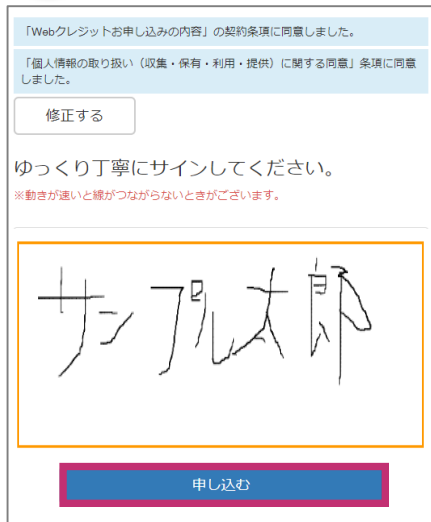 「Webクレジットお申し込みの内容」の契約条項に同意しました。
「個人情報の取り扱い（収集・保有・利用・提供）に関する同意」条項に同意
しました。
修正する
ゆっくり丁寧にサインしてください。
※動きが速いと線がつながらないときがございます。
サンプル太郎
申し込む